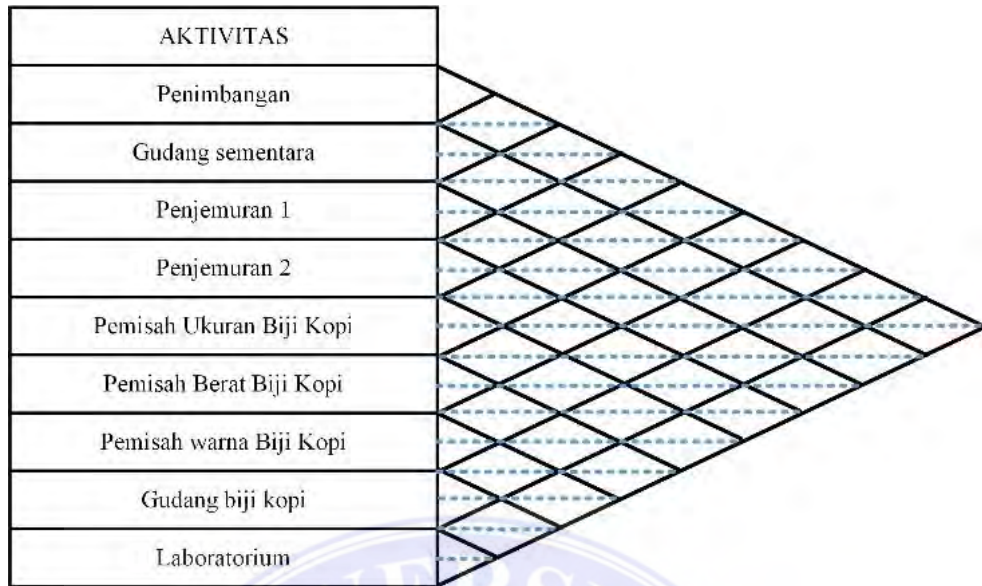 AKTIVITAS
Penimbangan
Gudang sementara
Penjemuran 1
Penjemuran 2
Pemisah Ukuran Biji Kopi
Pemisah Berat Biji Kopi
Pemisah warna Biji Kopi
Gudang biji kopi
Laboratorium